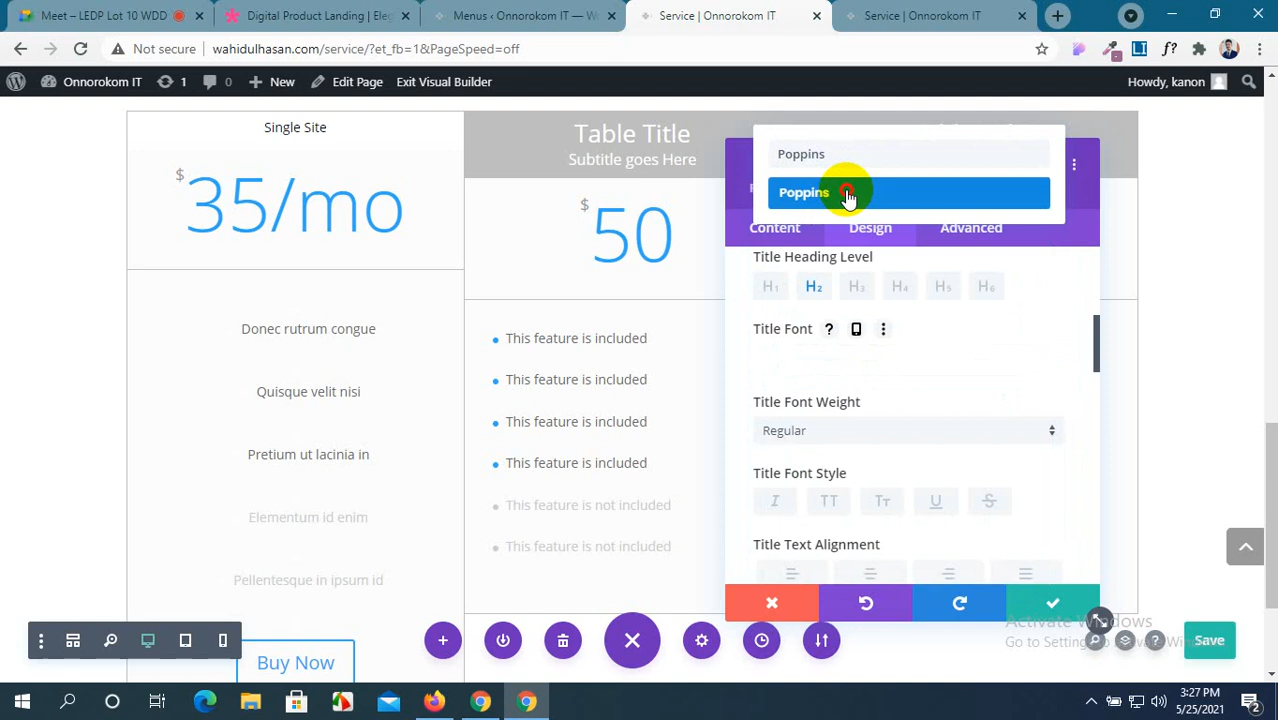 Meet – LEDP Lot 10 WDD
Digital Product Landing | Eleg
Menus ‹ Onnorokom IT — W
Service | Onnorokom IT
Service | Onnorokom IT
Not secure
wahidulhasan.com/service/?et_fb=1&PageSpeed=off
Onnorokom IT
1
0
New
Edit Page
Exit Visual Builder
Howdy, kanon
Single Site
$
35/mo
Donec rutrum congue
Quisque velit nisi
Pretium ut lacinia in
Elementum id enim
Pellentesque in ipsum id
Buy Now
Table Title
Subtitle goes Here
$
50
This feature is included
This feature is included
This feature is included
This feature is included
This feature is not included
This feature is not included
Poppins
Poppins
Content
Design
Advanced
Title Heading Level
H1
H2
H3
H4
H5
H6
Title Font
?
Title Font Weight
Regular
Title Font Style
I
TT
Tт
U
S
Title Text Alignment
Activate Windows
Go to Setting
?
Save
3:27 PM
5/25/2021
2